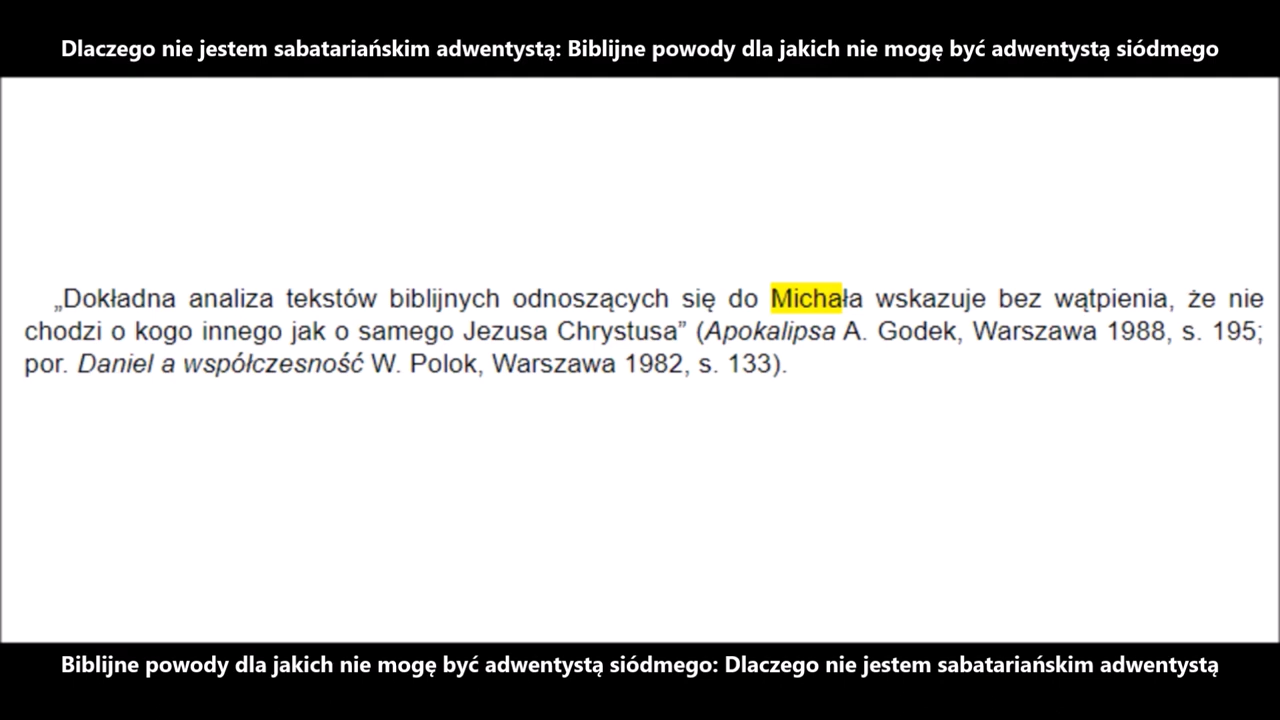 Dlaczego nie jestem sabatariańskim adwentystą: Biblijne powody dla jakich nie mogę być adwentystą siódmego
„Dokładna analiza tekstów biblijnych odnoszących się do Michała wskazuje bez wątpienia, że nie
chodzi o kogo innego jak o samego Jezusa Chrystusa” (Apokalipsa A. Godek, Warszawa 1988, s. 195;
por. Daniel a współczesność W. Polok, Warszawa 1982, s. 133).
Biblijne powody dla jakich nie mogę być adwentystą siódmego: Dlaczego nie jestem sabatariańskim adwentystą